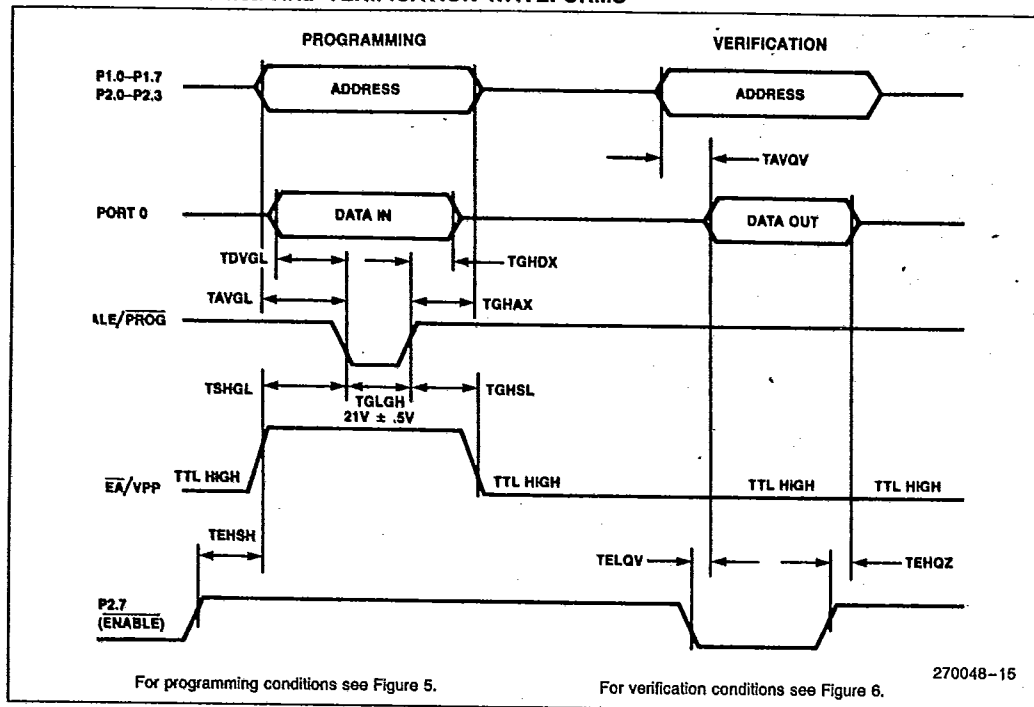 VERIFICATION WAVEFORMS
PROGRAMMING
VERIFICATION
P1.0–P1.7
P2.0–P2.3
ADDRESS
ADDRESS
TAVQV
PORT 0
DATA IN
DATA OUT
TDVGL
TGHDX
TAVGL
TGHAX
ALE/PROG
TSHGL
TGLGH
TGHSL
21V ± .5V
EA/VPP
TTL HIGH
TTL HIGH
TTL HIGH
TTL HIGH
TEHSH
TELQV
TEHQZ
P2.7
(ENABLE)
For programming conditions see Figure 5.
For verification conditions see Figure 6.
270048–15